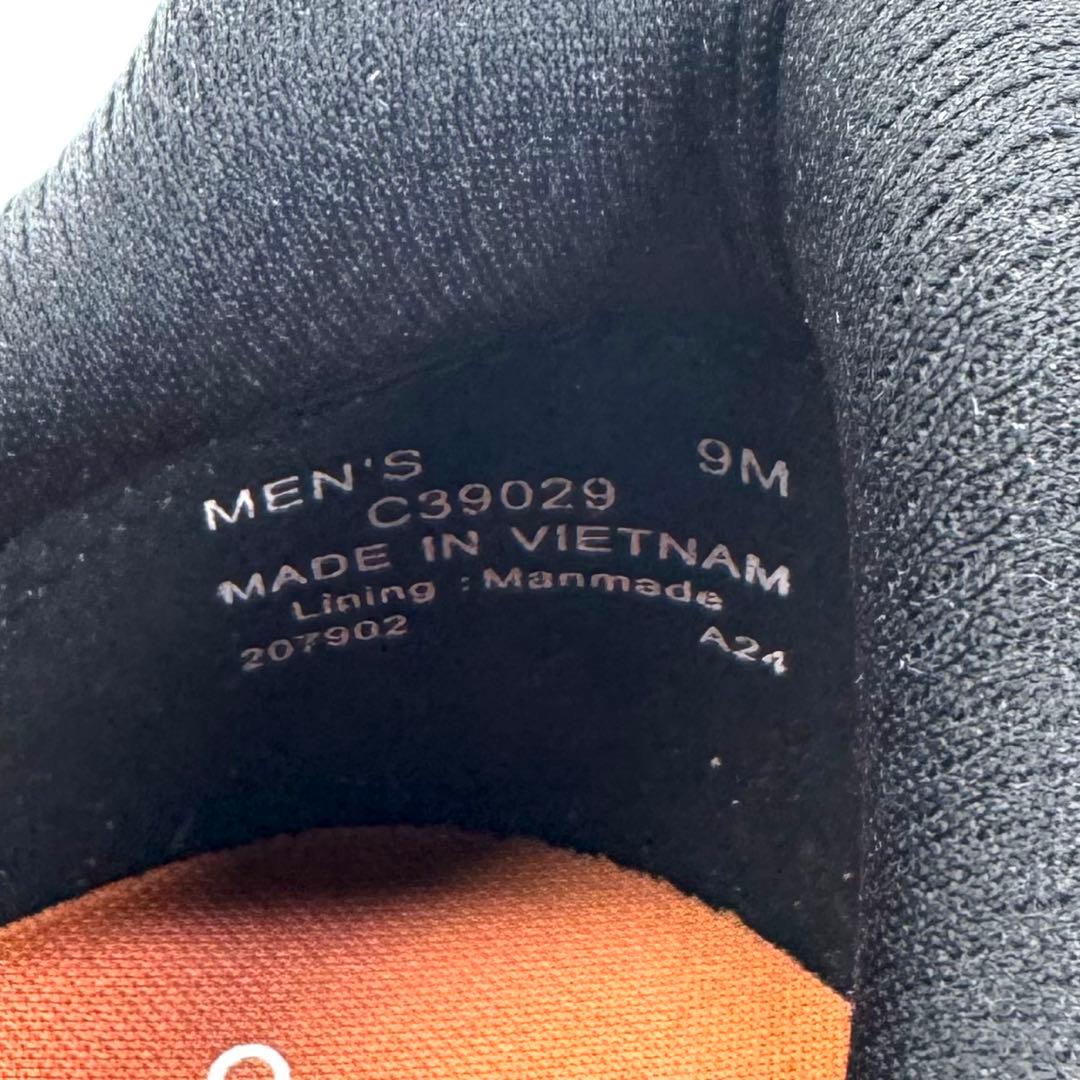 MEN'S 9M
C39029
MADE IN VIETNAM
Lining : Manmade
207902 A24